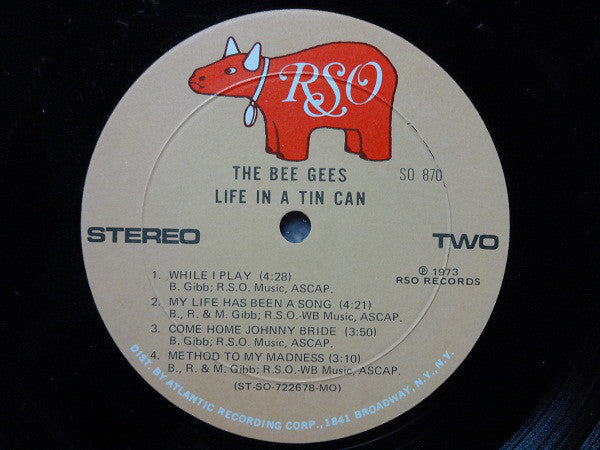 RSO
THE BEE GEES
SO 870
LIFE IN A TIN CAN
STEREO
TWO
℗ 1973
RSO RECORDS
1. WHILE I PLAY (4:28)
B. Gibb; R.S.O. Music, ASCAP.
2. MY LIFE HAS BEEN A SONG (4:21)
B., R. & M. Gibb; R.S.O.-WB Music, ASCAP.
3. COME HOME JOHNNY BRIDE (3:50)
B. Gibb; R.S.O. Music, ASCAP.
4. METHOD TO MY MADNESS (3:10)
B., R. & M. Gibb; R.S.O.-WB Music, ASCAP.
(ST-SO-722678-MO)
DIST. BY ATLANTIC RECORDING CORP., 1841 BROADWAY, N.Y., N.Y.